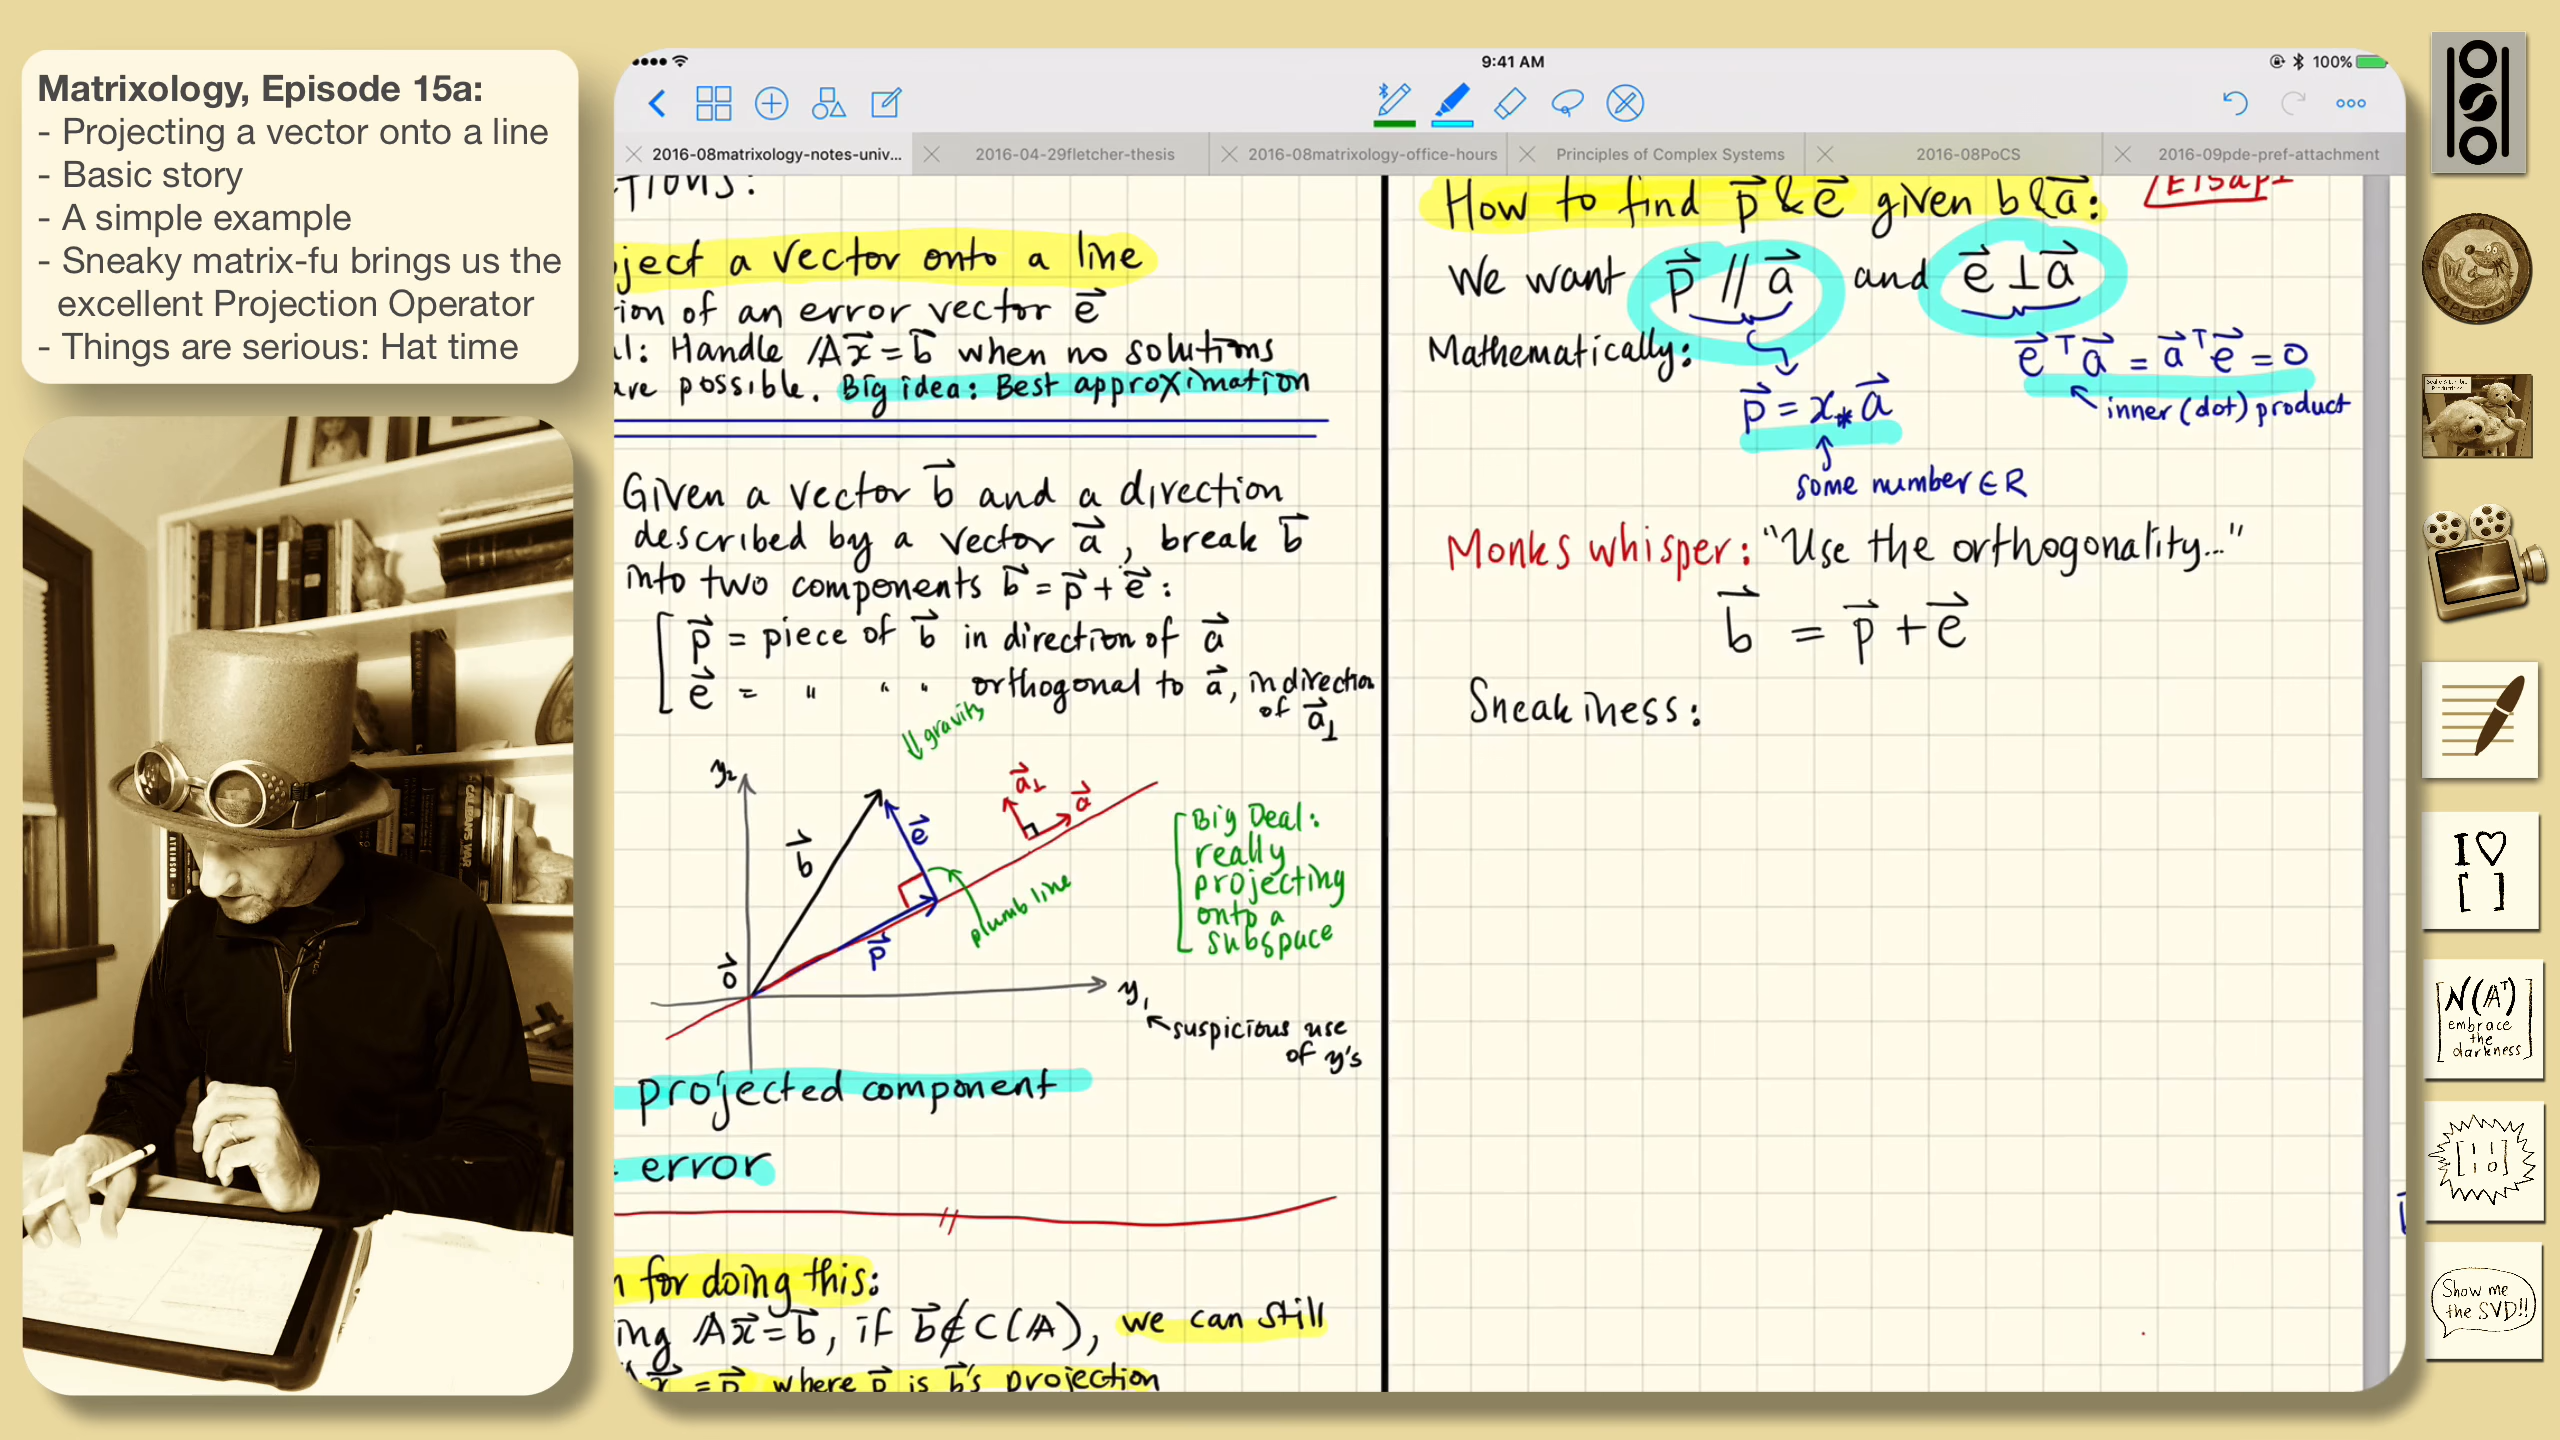 Matrixology, Episode 15a:
- Projecting a vector onto a line
- Basic story
- A simple example
- Sneaky matrix-fu brings us the
excellent Projection Operator
- Things are serious: Hat time
9:41 AM
100%
2016-08matrixology-notes-univ...
2016-04-29fletcher-thesis
2016-08matrixology-office-hours
Principles of Complex Systems
2016-08PoCS
2016-09pde-pref-attachment
ject a vector onto a line
ion of an error vector e⃗
l: Handle 𝔸x⃗ = b⃗ when no solutions
are possible. Big idea: Best approximation
Given a vector b⃗ and a direction
described by a vector a⃗, break b⃗
into two components b⃗ = p⃗ + e⃗:
p⃗ = piece of b⃗ in direction of a⃗
e⃗ = " " " orthogonal to a⃗, in direction
of a⃗⊥
⇓ gravity
y₂
a⃗⊥
a⃗
b⃗
e⃗
plumb line
p⃗
0⃗
y₁
Big Deal:
really
projecting
onto a
subspace
suspicious use
of y's
projected component
error
n for doing this:
ing 𝔸x⃗ = b⃗, if b⃗ ∉ C(𝔸), we can still
x⃗ = p⃗ where p⃗ is b⃗'s projection
How to find p⃗ & e⃗ given b & a⃗:
We want p⃗ // a⃗ and e⃗ ⊥ a⃗
Mathematically:
e⃗ᵀa⃗ = a⃗ᵀe⃗ = 0
inner (dot) product
p⃗ = x* a⃗
some number ∈ R
Monks whisper: "Use the orthogonality..."
b⃗ = p⃗ + e⃗
Sneakiness:
I ♡
[ ]
N(𝔸ᵀ)
embrace
the
darkness
Show me
the SVD!!
CALIBAN'S WAR